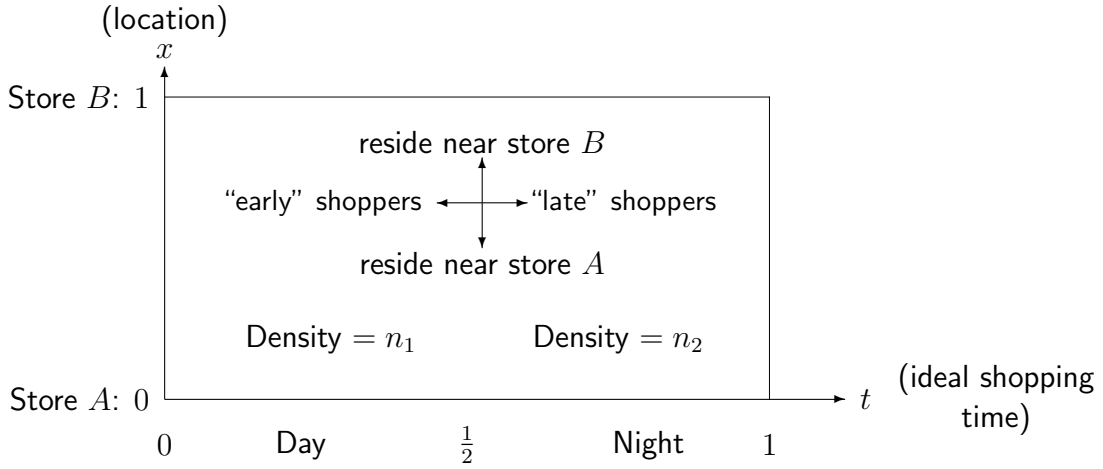 (location)
x
Store B: 1
reside near store B
“early” shoppers “late” shoppers
reside near store A
Density = n₁ Density = n₂
Store A: 0 t (ideal shopping
time)
0 Day ½ Night 1